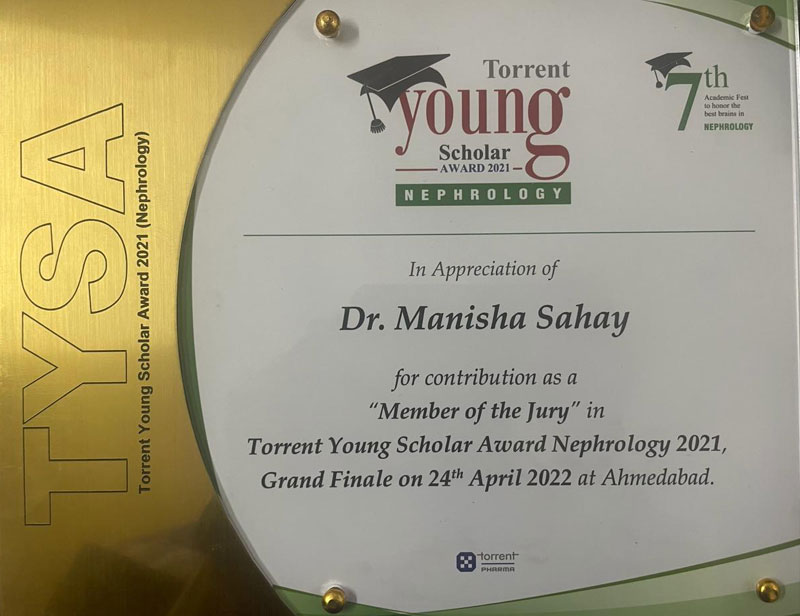 TYSA
Torrent Young Scholar Award 2021 (Nephrology)
Torrent
young
Scholar
AWARD 2021
NEPHROLOGY
7th
Academic Fest
to honor the
best brains in
NEPHROLOGY
In Appreciation of
Dr. Manisha Sahay
for contribution as a
“Member of the Jury” in
Torrent Young Scholar Award Nephrology 2021,
Grand Finale on 24th April 2022 at Ahmedabad.
torrent
PHARMA